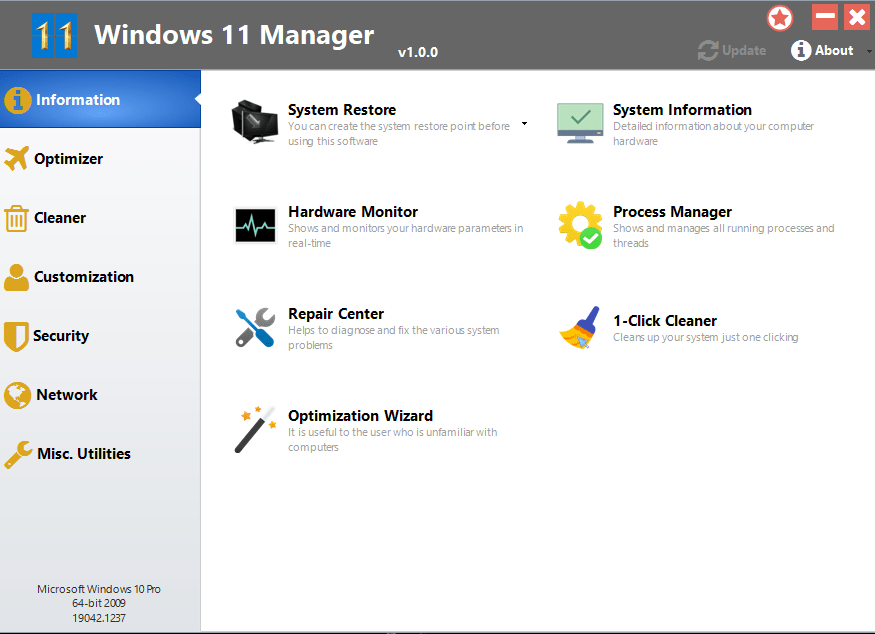 11 Windows 11 Manager v1.0.0
Update
About
Information
Optimizer
Cleaner
Customization
Security
Network
Misc. Utilities
Microsoft Windows 10 Pro
64-bit 2009
19042.1237
System Restore
You can create the system restore point before
using this software
System Information
Detailed information about your computer
hardware
Hardware Monitor
Shows and monitors your hardware parameters in
real-time
Process Manager
Shows and manages all running processes and
threads
Repair Center
Helps to diagnose and fix the various system
problems
1-Click Cleaner
Cleans up your system just one clicking
Optimization Wizard
It is useful to the user who is unfamiliar with
computers